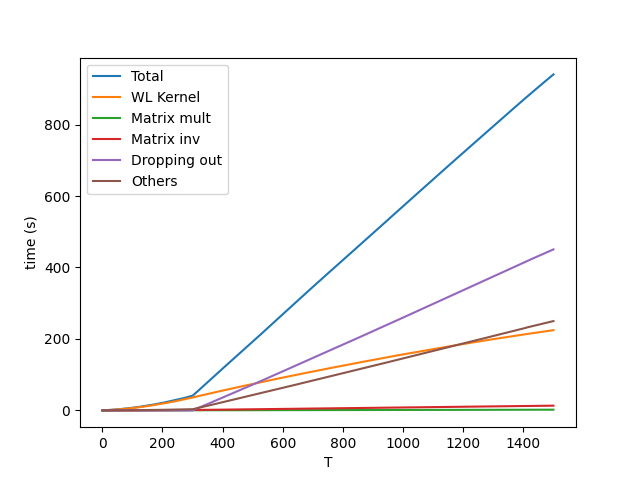 Total
WL Kernel
Matrix mult
Matrix inv
Dropping out
Others
time (s)
800
600
400
200
0
0 200 400 600 800 1000 1200 1400
T